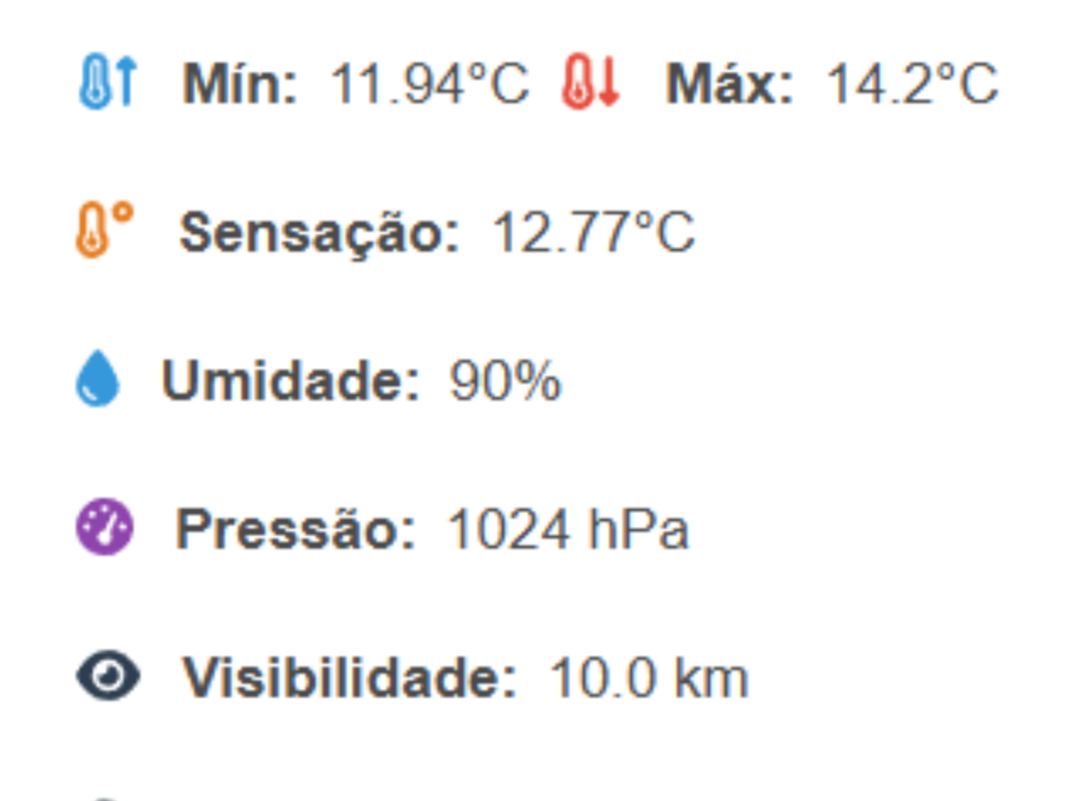 Mín: 11.94°C Máx: 14.2°C
Sensação: 12.77°C
Umidade: 90%
Pressão: 1024 hPa
Visibilidade: 10.0 km